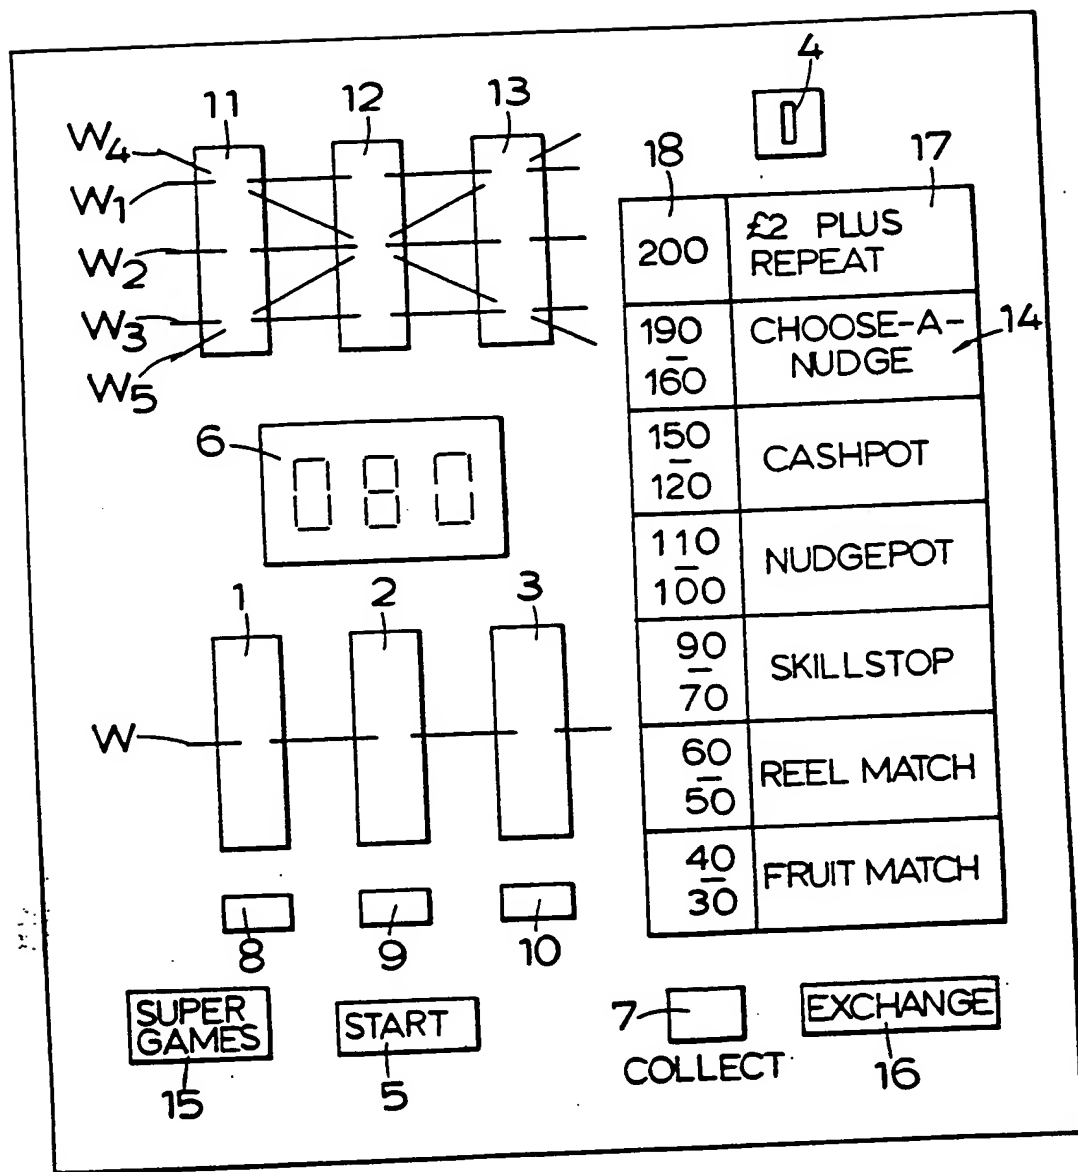 4
11 12 13
W4
W1
W2
W3
W5
18 17
200 £2 PLUS
REPEAT
190
–
160
CHOOSE-A-
NUDGE
14
150
–
120
CASHPOT
110
–
100
NUDGEPOT
90
–
70
SKILLSTOP
60
–
50
REEL MATCH
40
–
30
FRUIT MATCH
6
080
1 2 3
W
8 9 10
SUPER
GAMES
15
START
5
7
COLLECT
EXCHANGE
16